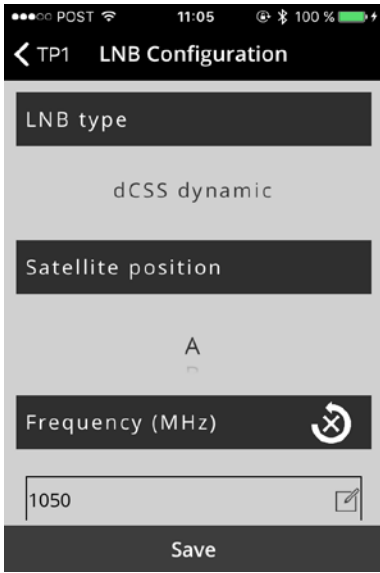 POST 11:05 100 %
TP1 LNB Configuration
LNB type
dCSS dynamic
Satellite position
A
Frequency (MHz)
1050
Save